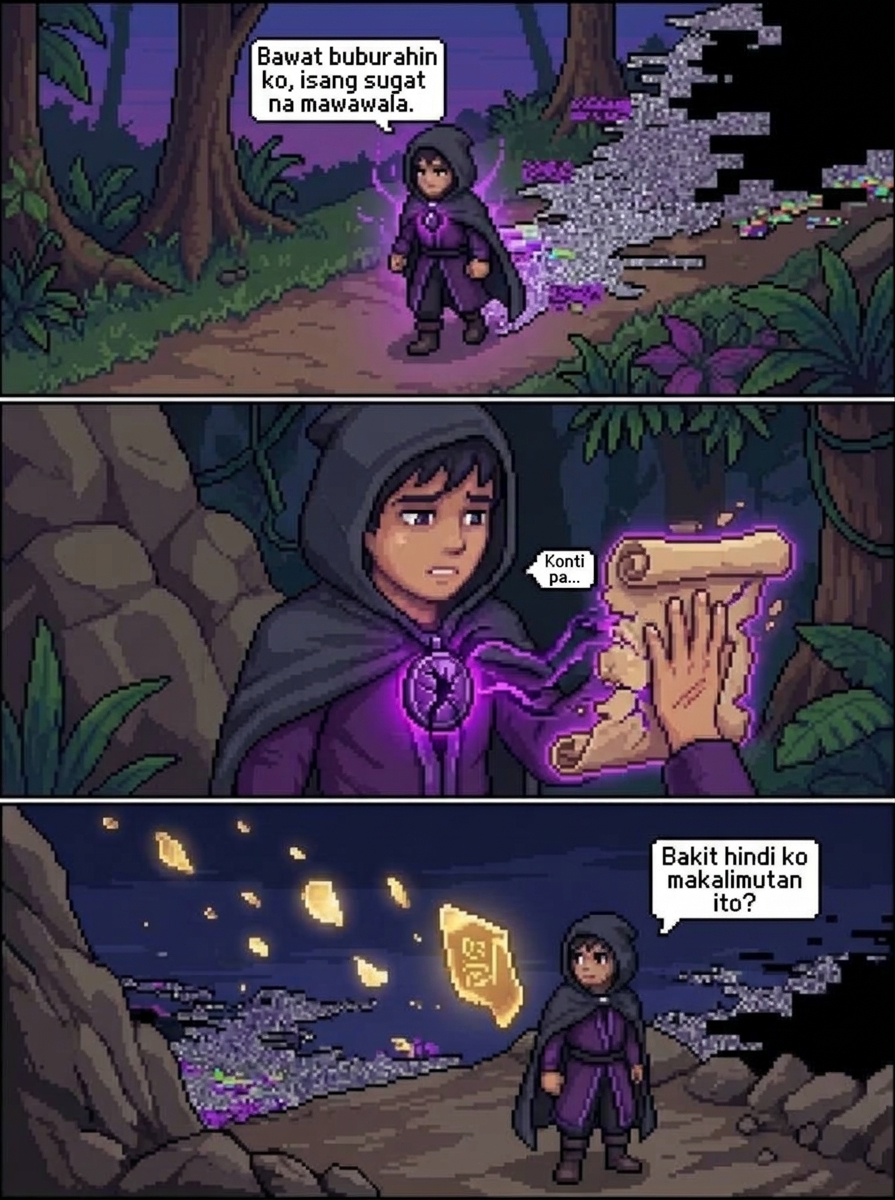 Bawat buburahin
ko, isang sugat
na mawawala.
Konti
pa...
Bakit hindi ko
makalimutan
ito?